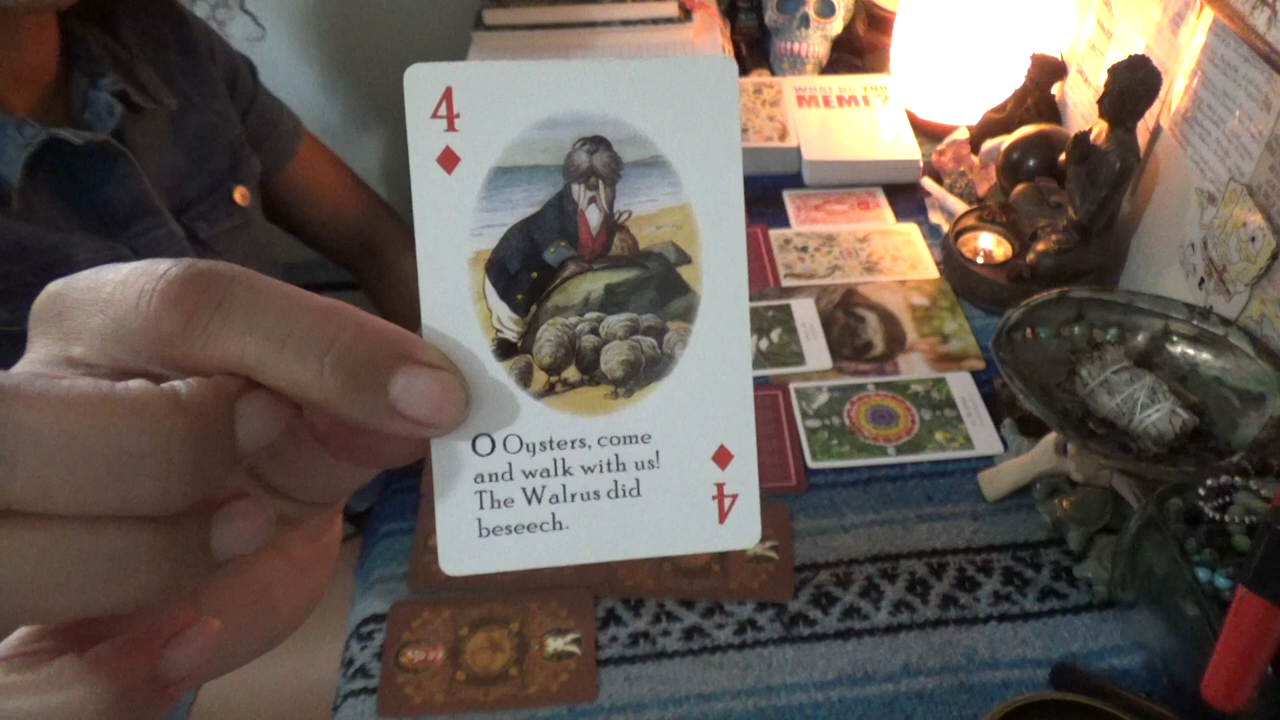 WHAT DO YOU
MEME?
4
O Oysters, come
and walk with us!
The Walrus did
beseech.
4